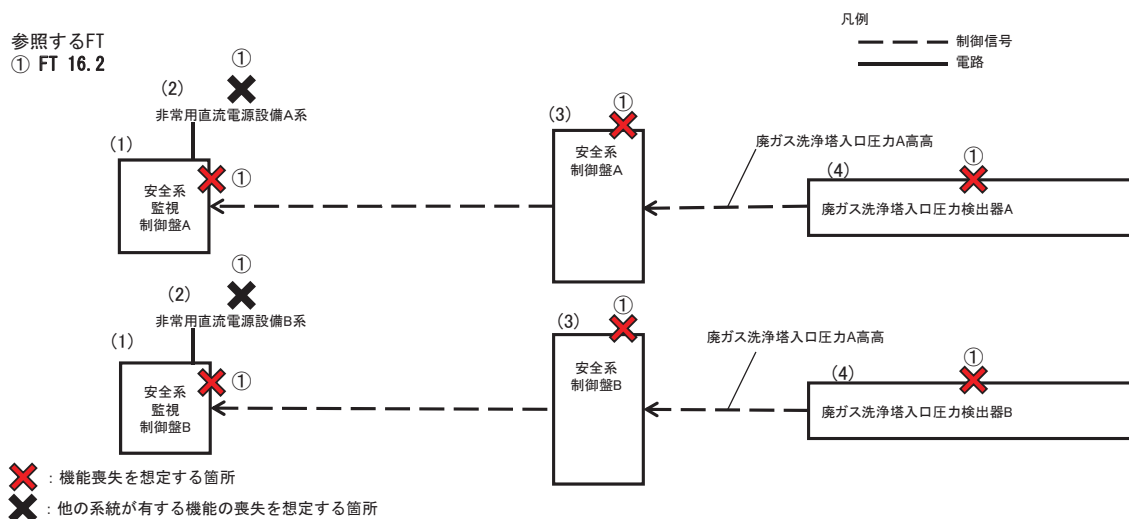 参照するFT
① FT 16.2
凡例
制御信号
電路
①
(2)
非常用直流電源設備A系
(1)
①
安全系
監視
制御盤A
(3)
①
安全系
制御盤A
廃ガス洗浄塔入口圧力A高高
(4)
①
廃ガス洗浄塔入口圧力検出器A
①
(2)
非常用直流電源設備B系
(1)
①
安全系
監視
制御盤B
(3)
①
安全系
制御盤B
廃ガス洗浄塔入口圧力A高高
(4)
①
廃ガス洗浄塔入口圧力検出器B
：機能喪失を想定する箇所
：他の系統が有する機能の喪失を想定する箇所